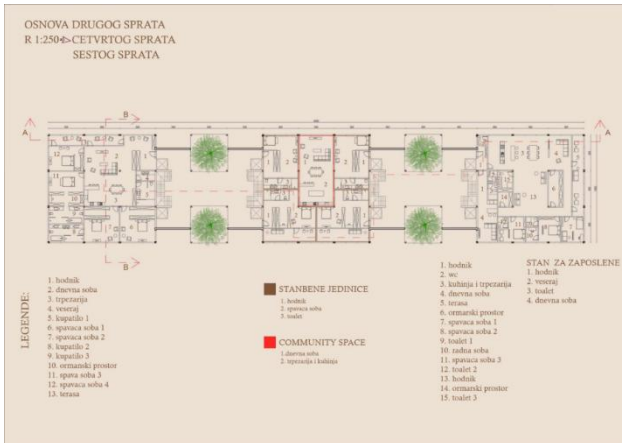 OSNOVA DRUGOG SPRATA
R 1:250 CETVRTOG SPRATA
SESTOG SPRATA
B
A
A
B
LEGENDE:
1. hodnik
2. dnevna soba
3. trpezarija
4. veseraj
5. kupatilo 1
6. spavaca soba 1
7. spavaca soba 2
8. kupatilo 2
9. kupatilo 3
10. ormanski prostor
11. spava soba 3
12. spavaca soba 4
13. terasa
STANBENE JEDINICE
1. hodnik
2. spavaca soba
3. toalet
COMMUNITY SPACE
1.dnevna soba
2. trpezarija i kuhinja
1. hodnik
2. wc
3. kuhinja i trpezarija
4. dnevna soba
5. terasa
6. ormarski prostor
7. spavaca soba 1
8. spavaca soba 2
9. toalet 1
10. radna soba
11. spavaca soba 3
12. toalet 2
13. hodnik
14. ormarski prostor
15. toalet 3
STAN ZA ZAPOSLENE
1. hodnik
2. veseraj
3. toalet
4. dnevna soba